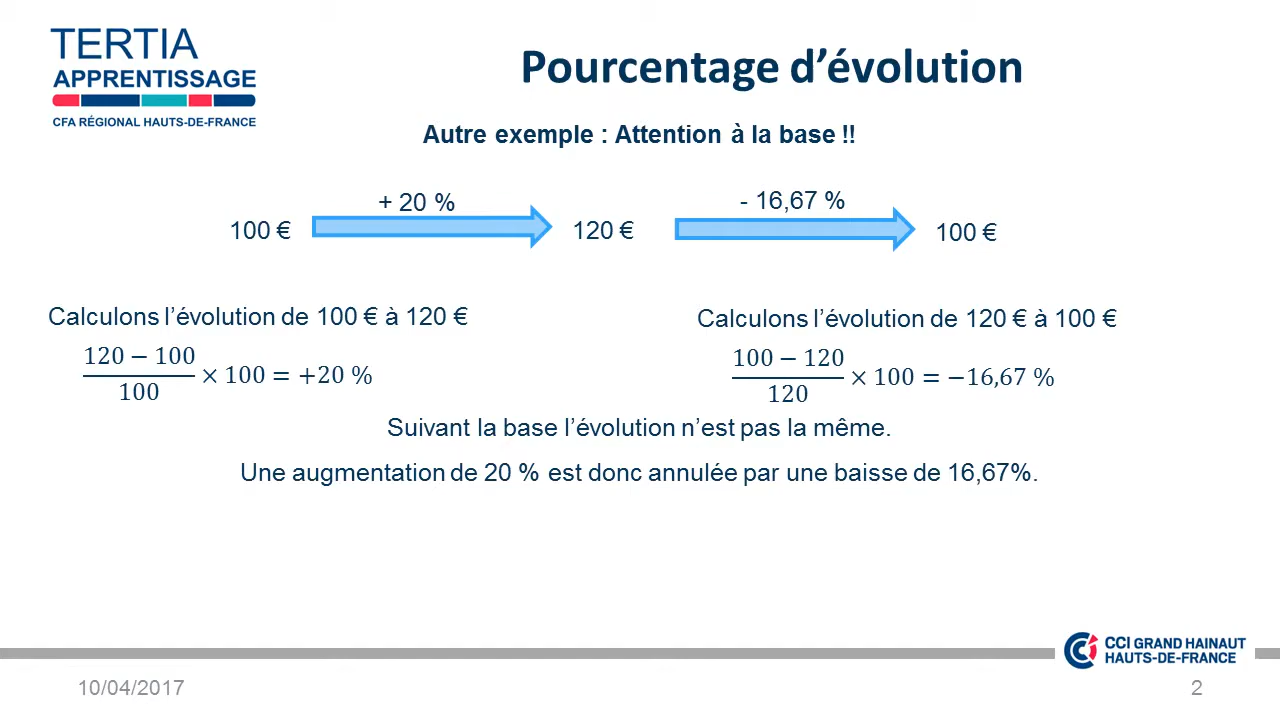 TERTIA
APPRENTISSAGE
CFA RÉGIONAL HAUTS-DE-FRANCE
Pourcentage d’évolution
Autre exemple : Attention à la base !!
+ 20 %
- 16,67 %
100 €
120 €
100 €
Calculons l’évolution de 100 € à 120 €
120 − 100
100
× 100 = +20 %
Calculons l’évolution de 120 € à 100 €
100 − 120
120
× 100 = −16,67 %
Suivant la base l’évolution n’est pas la même.
Une augmentation de 20 % est donc annulée par une baisse de 16,67%.
CCI GRAND HAINAUT
HAUTS-DE-FRANCE
10/04/2017
2